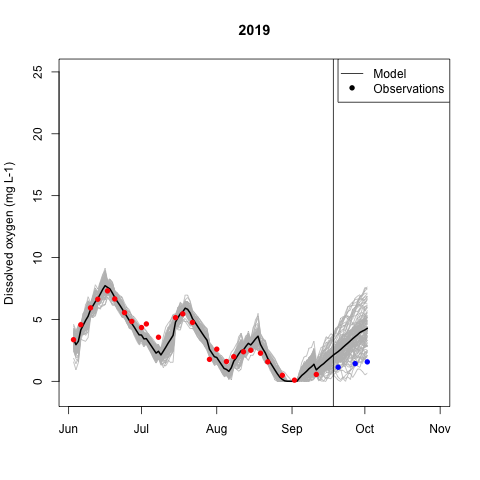 2019
Model
Observations
Dissolved oxygen (mg L-1)
25
20
15
10
5
0
Jun Jul Aug Sep Oct Nov